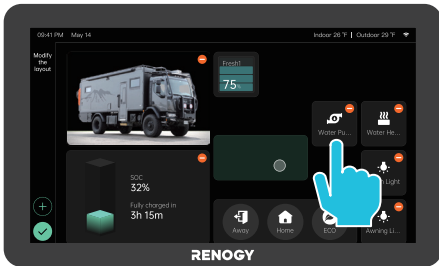 09:41 PM May 14 Indoor 26 °F | Outdoor 29 °F
Modify
the
layout
Fresh1
75%
Water Pu...
Water He...
SOC
32%
Fully charged in
3h 15m
Light
Away
Home
ECO
Awning Li...
RENOGY